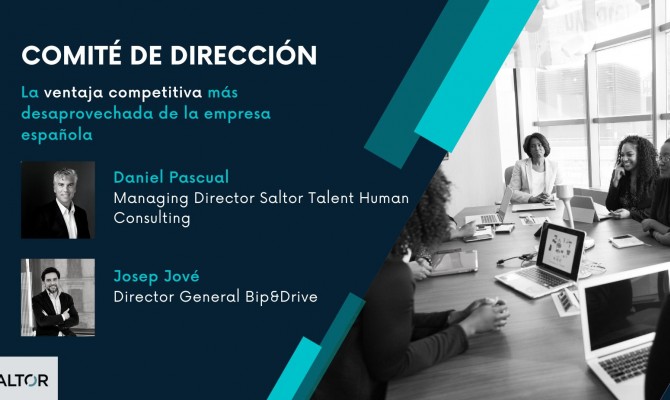 COMITÉ DE DIRECCIÓN
La ventaja competitiva más
desaprovechada de la empresa
española
Daniel Pascual
Managing Director Saltor Talent Human
Consulting
Josep Jové
Director General Bip&Drive
ALTOR